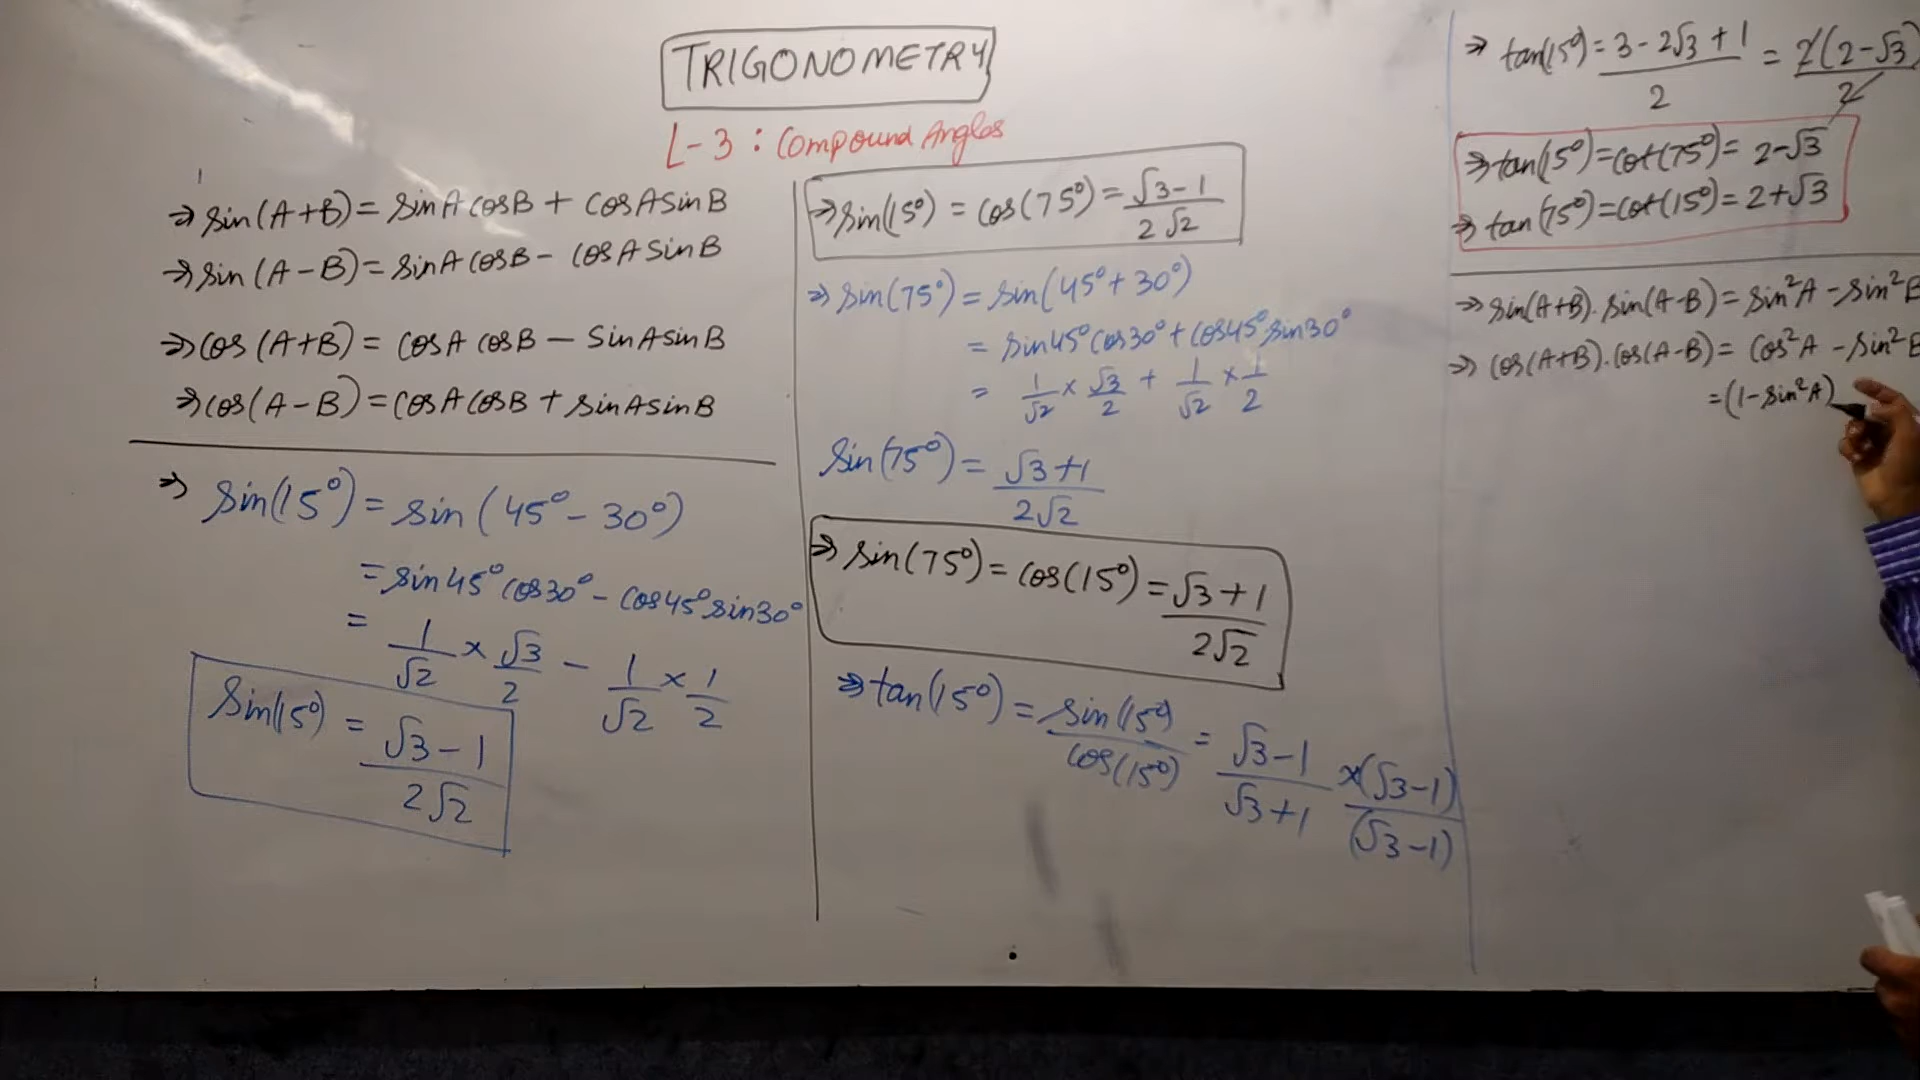 TRIGONOMETRY
L-3 : Compound Angles
⇒ sin(A+B) = sinA cosB + cosA sinB
⇒ sin(A-B) = sinA cosB - cosA sinB
⇒ cos(A+B) = cosA cosB - sinA sinB
⇒ cos(A-B) = cosA cosB + sinA sinB
⇒ sin(15°) = sin(45° - 30°)
= sin45° cos30° - cos45° sin30°
= 1/√2 × √3/2 - 1/√2 × 1/2
sin(15°) = (√3-1)/(2√2)
⇒ sin(15°) = cos(75°) = (√3-1)/(2√2)
⇒ sin(75°) = sin(45° + 30°)
= sin45° cos30° + cos45° sin30°
= 1/√2 × √3/2 + 1/√2 × 1/2
sin(75°) = (√3+1)/(2√2)
⇒ sin(75°) = cos(15°) = (√3+1)/(2√2)
⇒ tan(15°) = sin(15°)/cos(15°) = (√3-1)/(√3+1) × (√3-1)/(√3-1)
⇒ tan(15°) = (3-2√3+1)/2 = 2(2-√3)/2
⇒ tan(15°) = cot(75°) = 2-√3
⇒ tan(75°) = cot(15°) = 2+√3
⇒ sin(A+B).sin(A-B) = sin²A - sin²B
⇒ cos(A+B).cos(A-B) = cos²A - sin²B
= (1-sin²A)